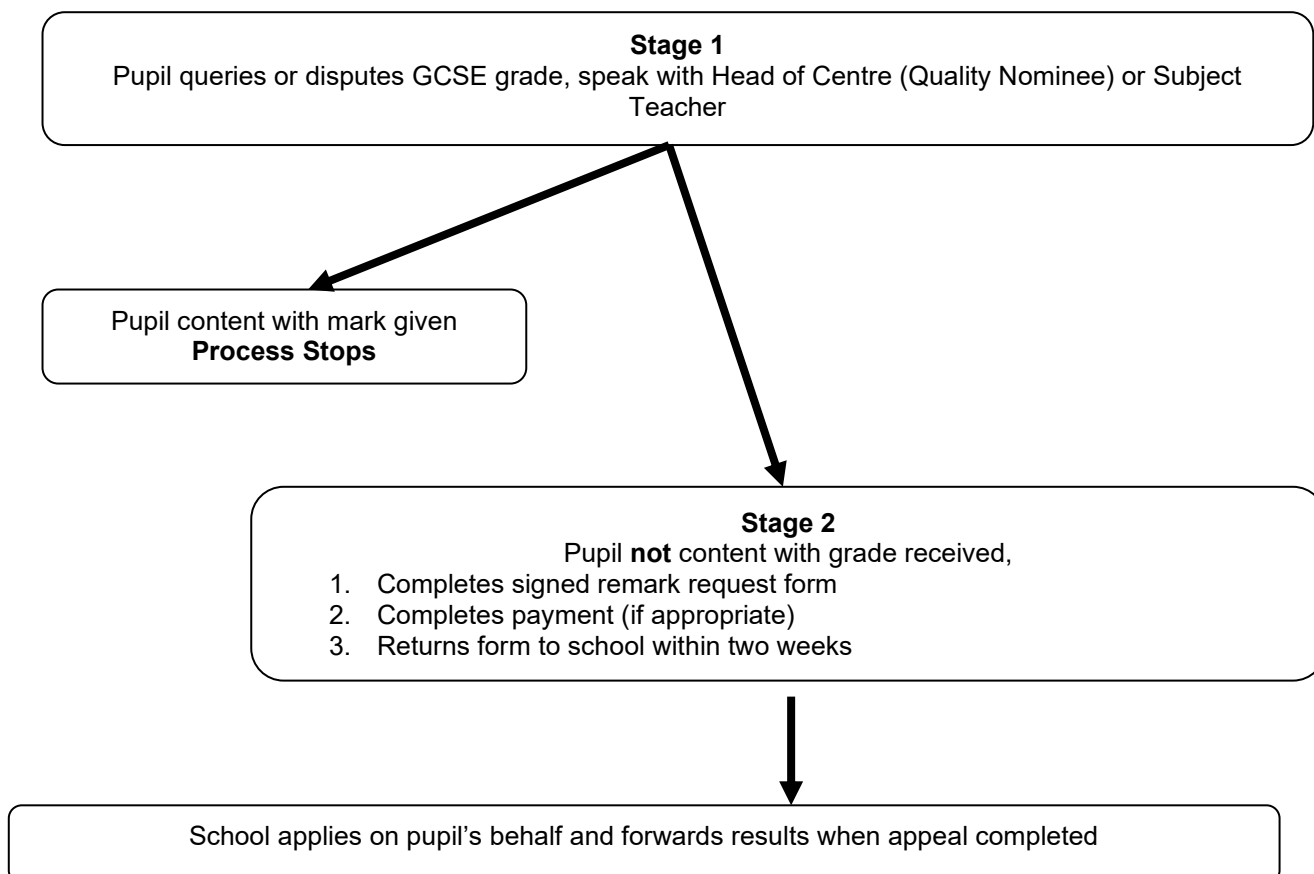 Stage 1
Pupil queries or disputes GCSE grade, speak with Head of Centre (Quality Nominee) or Subject
Teacher
Pupil content with mark given
Process Stops
Stage 2
Pupil not content with grade received,
1. Completes signed remark request form
2. Completes payment (if appropriate)
3. Returns form to school within two weeks
School applies on pupil’s behalf and forwards results when appeal completed